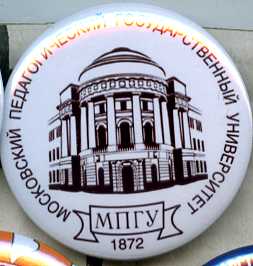 МОСКОВСКИЙ ПЕДАГОГИЧЕСКИЙ ГОСУДАРСТВЕННЫЙ УНИВЕРСИТЕТ
МПГУ
1872